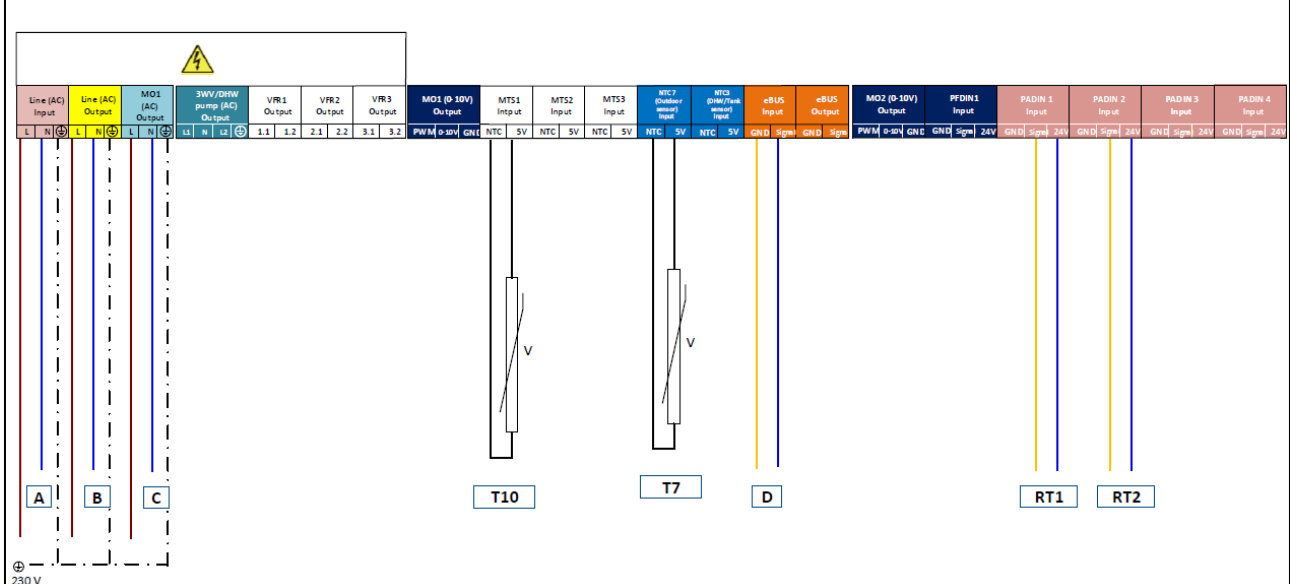 Line (AC) Input
Line (AC) Output
MO1 (AC) Output
3WV/DHW pump (AC) Output
VFR1 Output
VFR2 Output
VFR3 Output
MO1 (0-10V) Output
MTS1 Intput
MTS2 Input
MTS3 Input
NTC 7 (Outdoor sensor) Input
NTC3 (DHW/Tank sensor) Input
eBUS Input
eBUS Output
MO2 (0-10V) Output
PFDIN1 Input
PADIN 1 Input
PADIN 2 Input
PADIN 3 Input
PADIN 4 Input
L N L N L N L1 N L2 1.1 1.2 2.1 2.2 3.1 3.2 PWM 0-10V GND NTC 5V NTC 5V NTC 5V NTC 5V NTC 5V GND Signal GND Signa PWM 0-10V GND GND Signal 24V GND Signal 24V GND Signal 24V GND Signal 24V GND Signal 24V
V
V
A
B
C
T10
T7
D
RT1
RT2
230 V